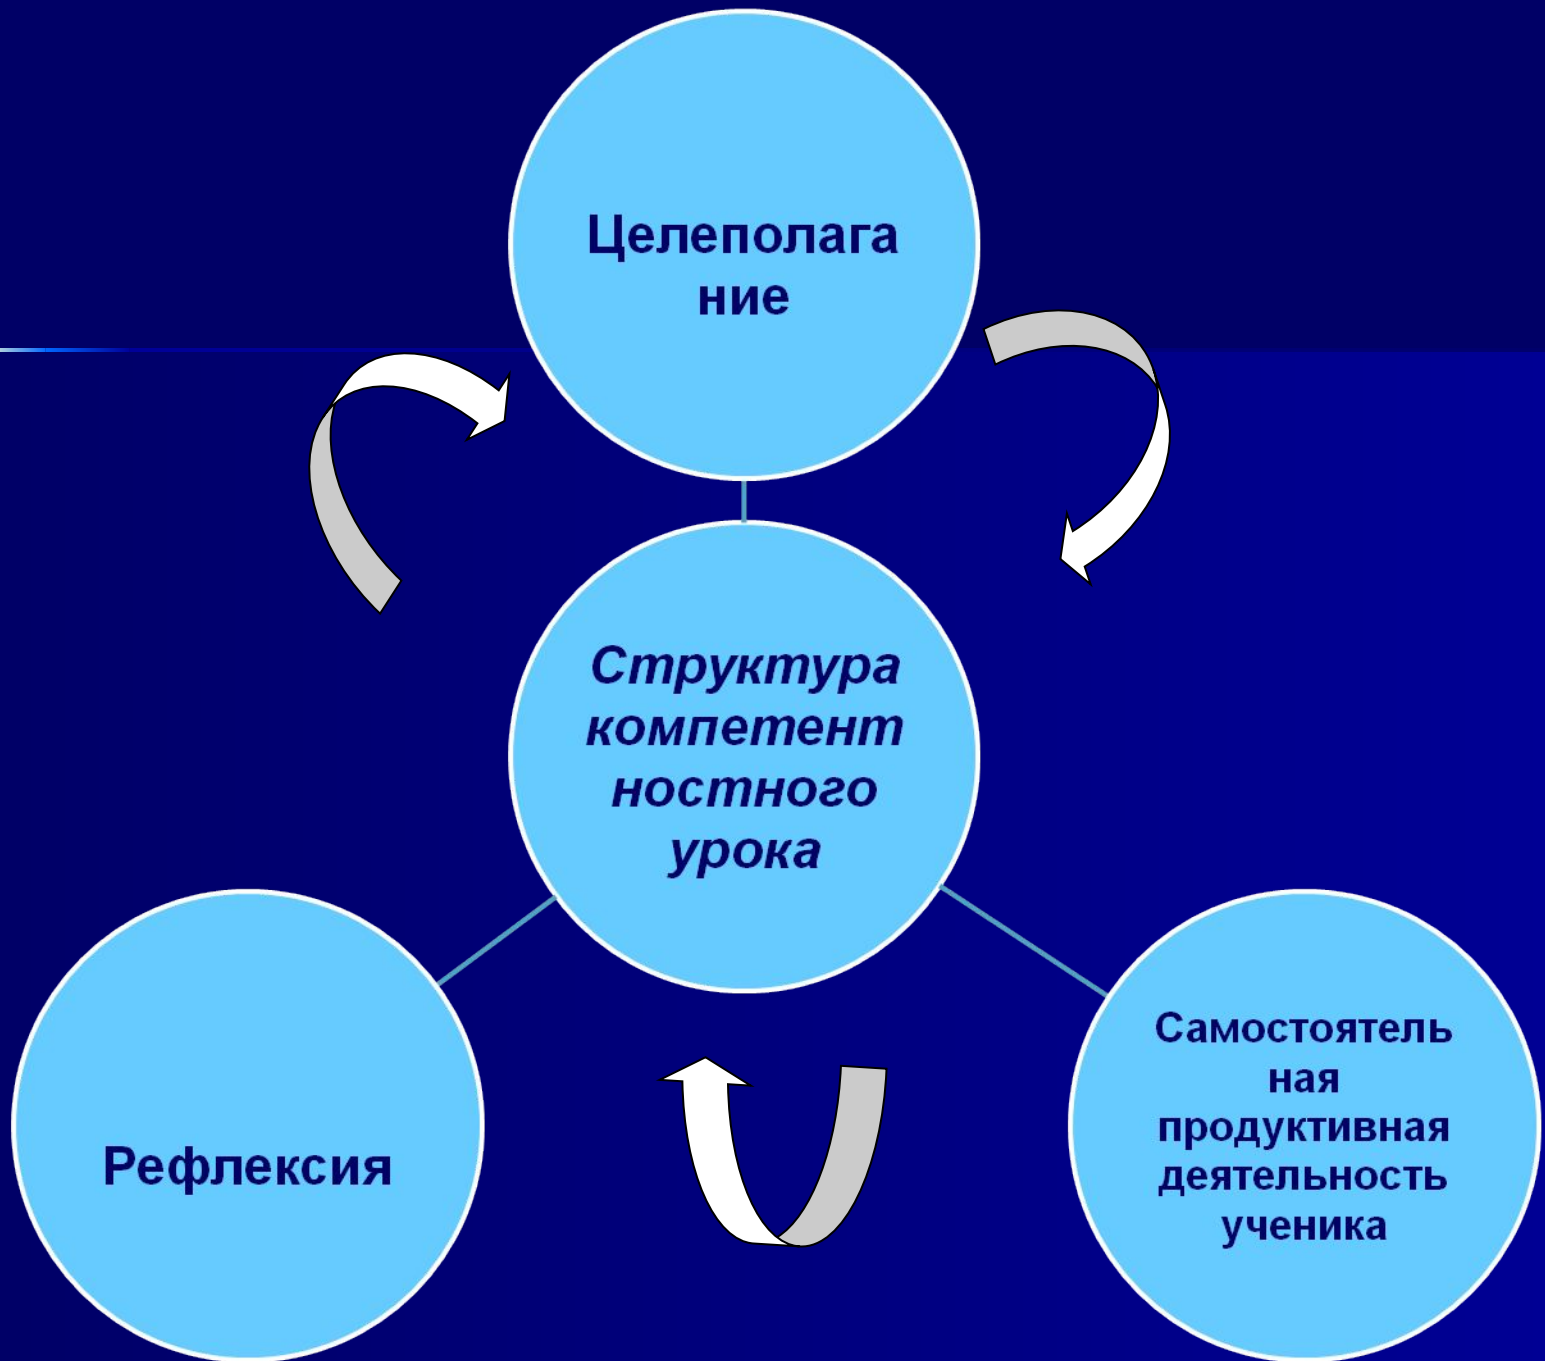 Целеполага
ние
Структура
компетент
ностного
урока
Рефлексия
Самостоятель
ная
продуктивная
деятельность
ученика